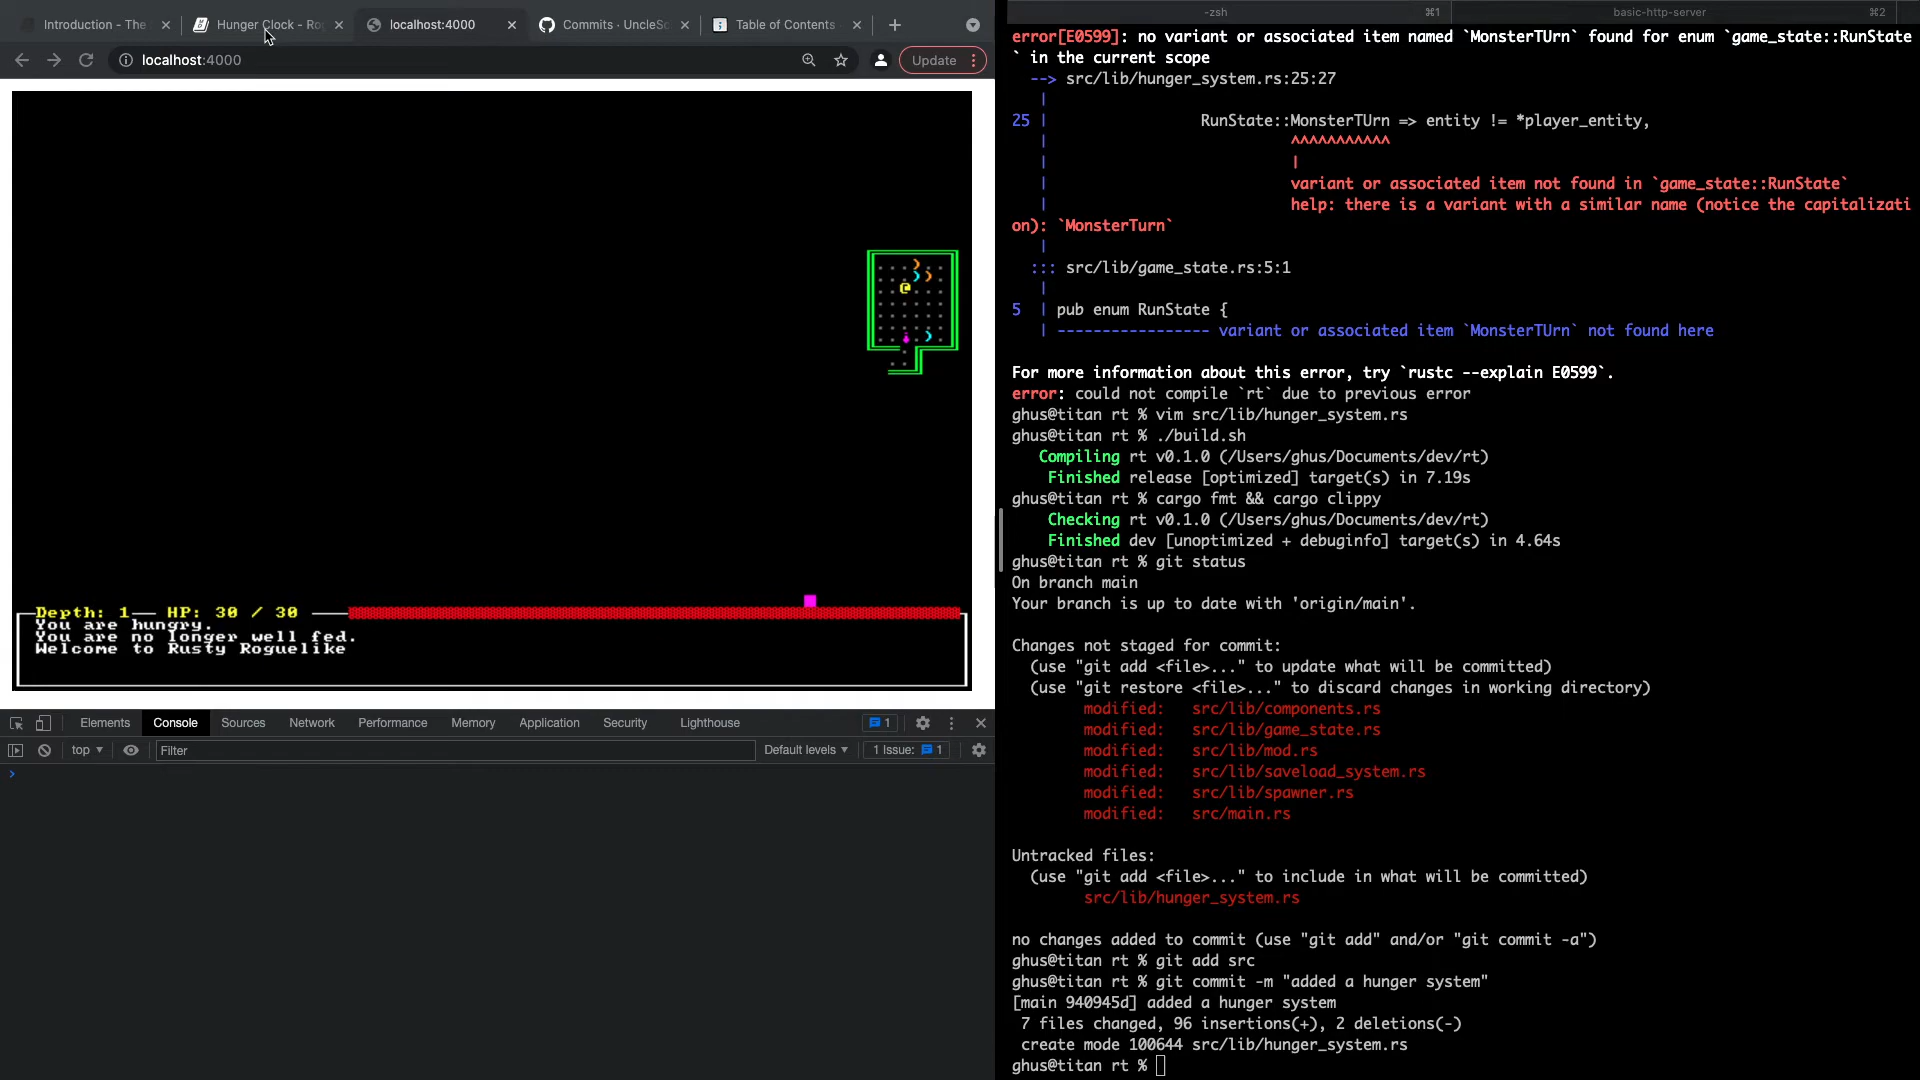 Introduction - The
Hunger Clock - Ro
localhost:4000
Commits · UncleSc
Table of Contents
localhost:4000
Update
Depth: 1 HP: 30 / 30
You are hungry.
You are no longer well fed.
Welcome to Rusty Roguelike
Elements Console Sources Network Performance Memory Application Security Lighthouse 1
top Filter Default levels 1 Issue: 1
>
-zsh ⌘1 basic-http-server ⌘2
error[E0599]: no variant or associated item named `MonsterTUrn` found for enum `game_state::RunState
` in the current scope
--> src/lib/hunger_system.rs:25:27
|
25 | RunState::MonsterTUrn => entity != *player_entity,
| ^^^^^^^^^^^
| |
| variant or associated item not found in `game_state::RunState`
| help: there is a variant with a similar name (notice the capitalizati
on): `MonsterTurn`
|
::: src/lib/game_state.rs:5:1
|
5 | pub enum RunState {
| ----------------- variant or associated item `MonsterTUrn` not found here
For more information about this error, try `rustc --explain E0599`.
error: could not compile `rt` due to previous error
ghus@titan rt % vim src/lib/hunger_system.rs
ghus@titan rt % ./build.sh
Compiling rt v0.1.0 (/Users/ghus/Documents/dev/rt)
Finished release [optimized] target(s) in 7.19s
ghus@titan rt % cargo fmt && cargo clippy
Checking rt v0.1.0 (/Users/ghus/Documents/dev/rt)
Finished dev [unoptimized + debuginfo] target(s) in 4.64s
ghus@titan rt % git status
On branch main
Your branch is up to date with 'origin/main'.
Changes not staged for commit:
(use "git add <file>..." to update what will be committed)
(use "git restore <file>..." to discard changes in working directory)
modified: src/lib/components.rs
modified: src/lib/game_state.rs
modified: src/lib/mod.rs
modified: src/lib/saveload_system.rs
modified: src/lib/spawner.rs
modified: src/main.rs
Untracked files:
(use "git add <file>..." to include in what will be committed)
src/lib/hunger_system.rs
no changes added to commit (use "git add" and/or "git commit -a")
ghus@titan rt % git add src
ghus@titan rt % git commit -m "added a hunger system"
[main 940945d] added a hunger system
7 files changed, 96 insertions(+), 2 deletions(-)
create mode 100644 src/lib/hunger_system.rs
ghus@titan rt %